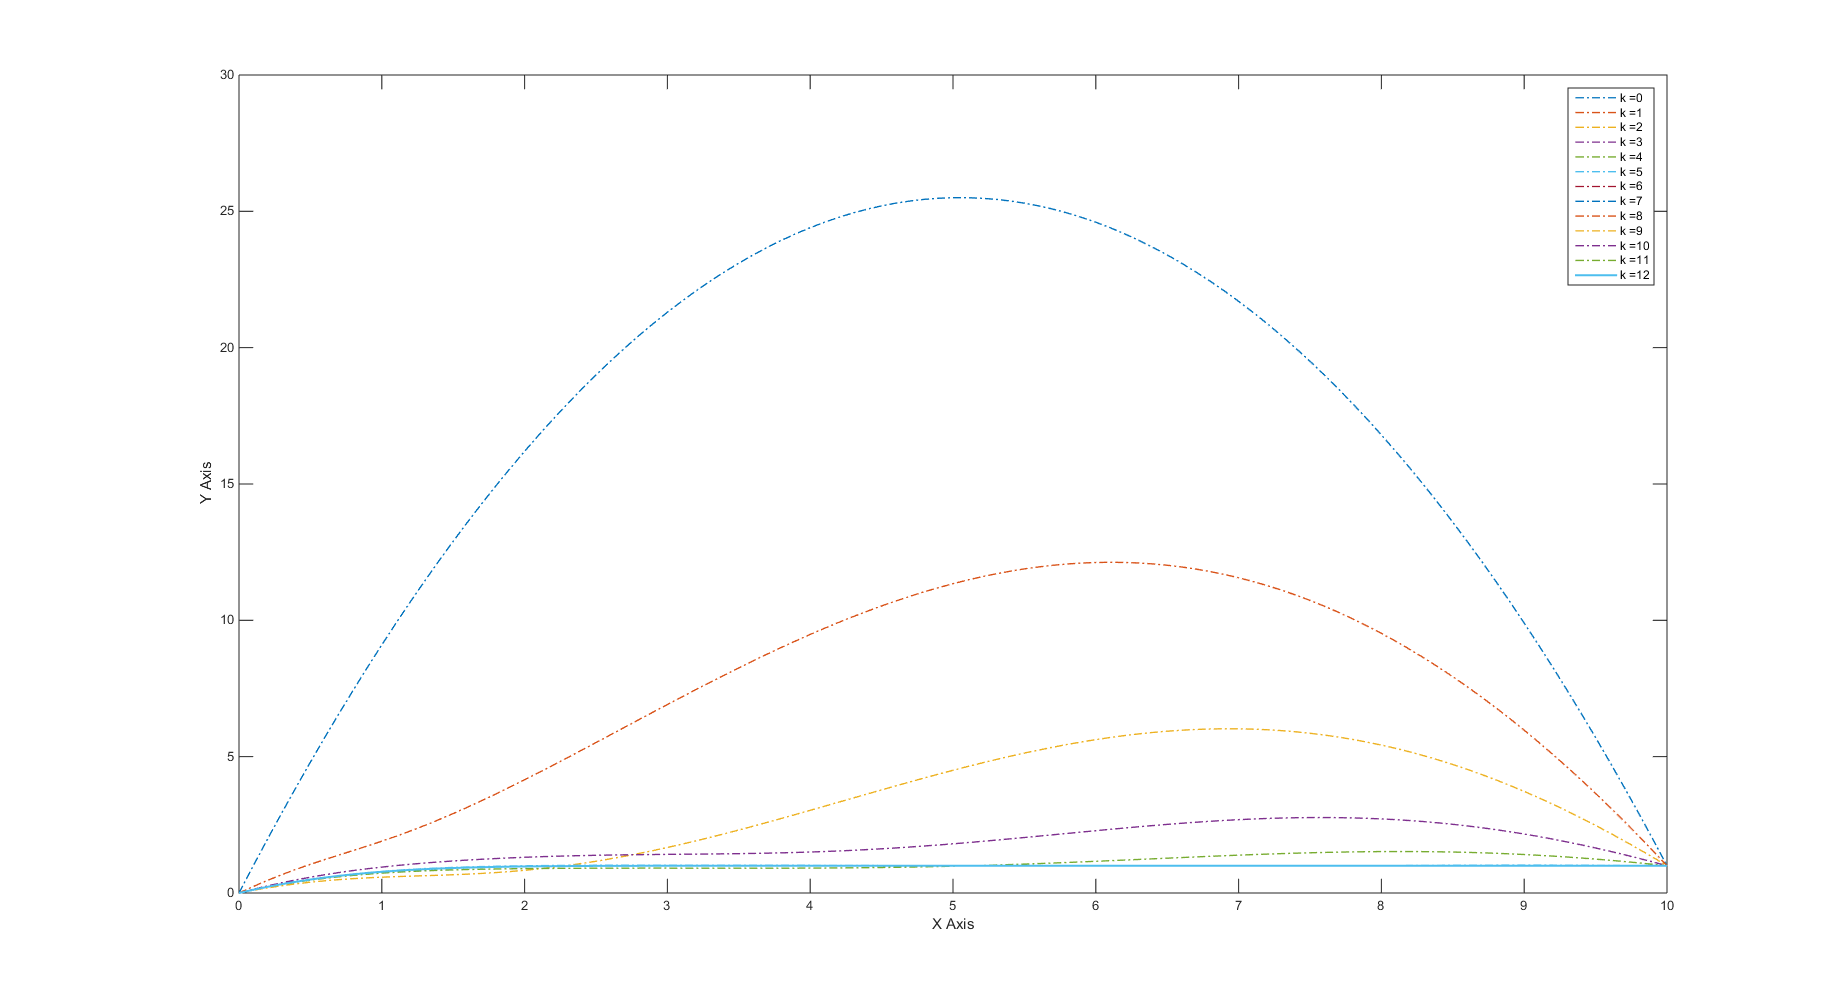 30
25
20
15
10
5
0
Y Axis
0 1 2 3 4 5 6 7 8 9 10
X Axis
k =0
k =1
k =2
k =3
k =4
k =5
k =6
k =7
k =8
k =9
k =10
k =11
k =12